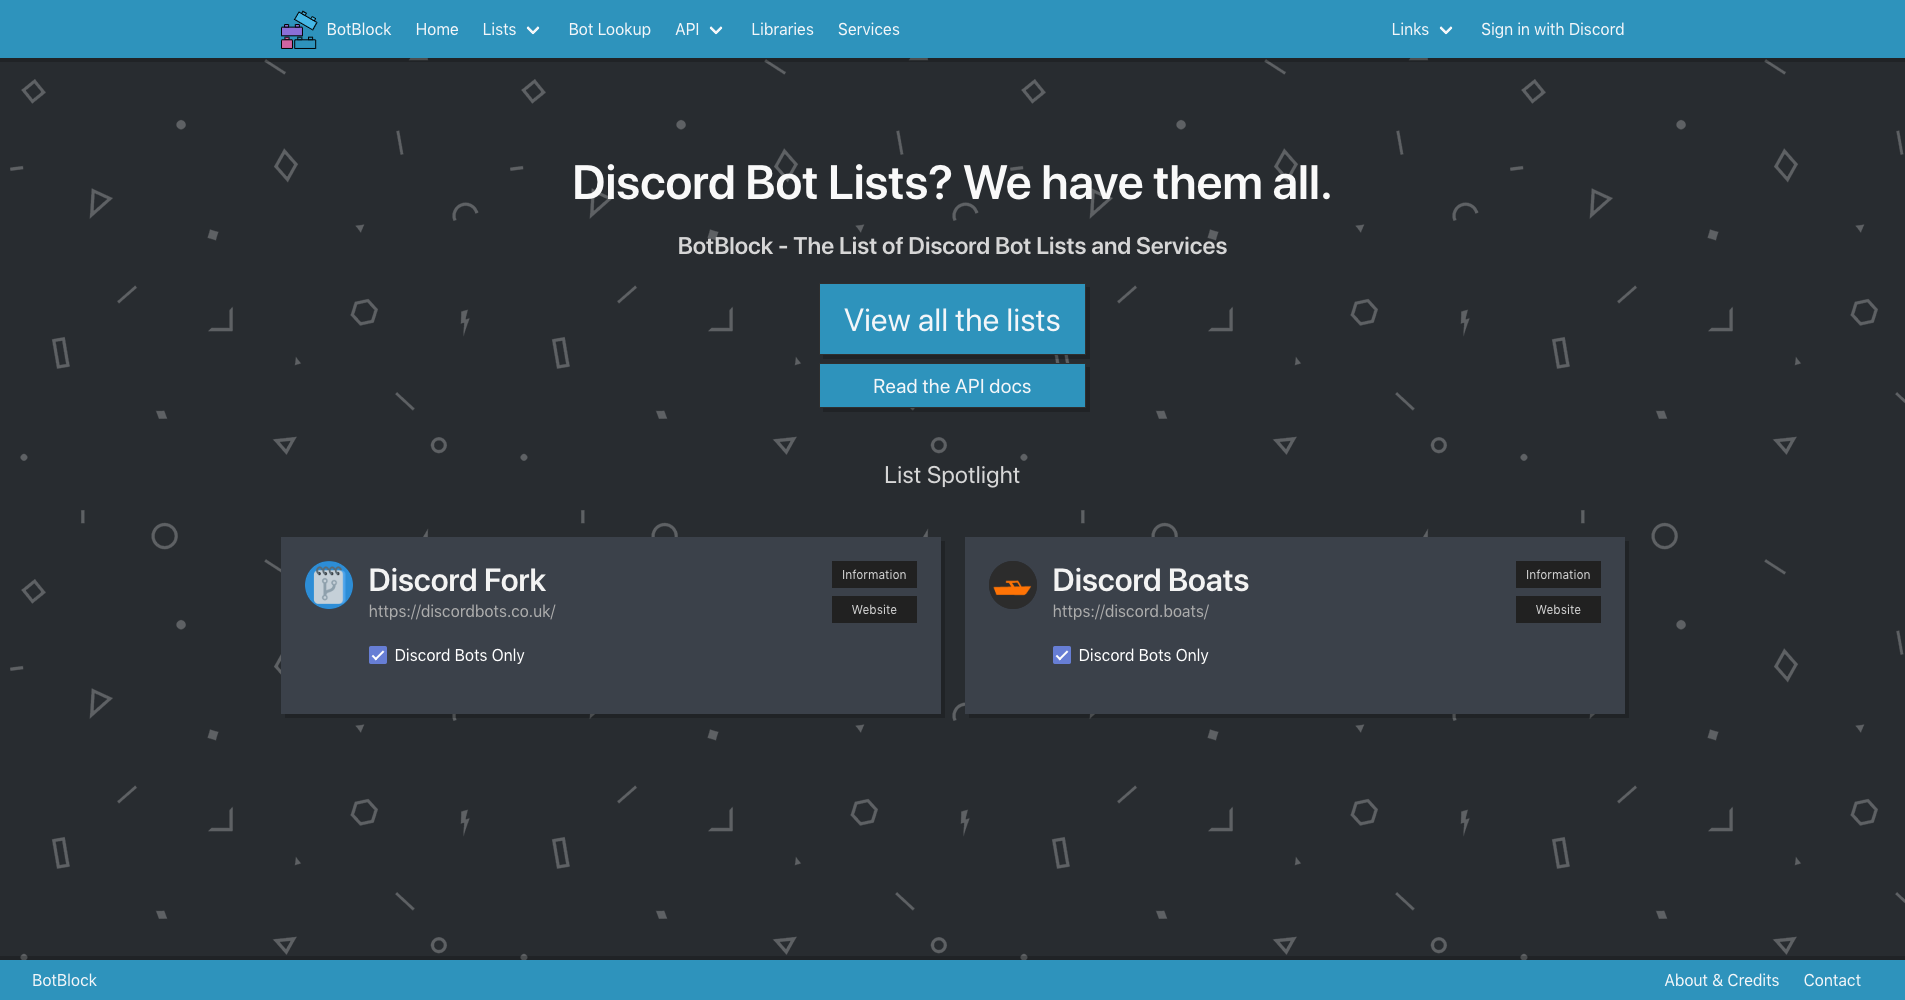 BotBlock Home Lists Bot Lookup API Libraries Services Links Sign in with Discord
Discord Bot Lists? We have them all.
BotBlock - The List of Discord Bot Lists and Services
View all the lists
Read the API docs
List Spotlight
Discord Fork
https://discordbots.co.uk/
Information
Website
Discord Bots Only
Discord Boats
https://discord.boats/
Information
Website
Discord Bots Only
BotBlock About & Credits Contact